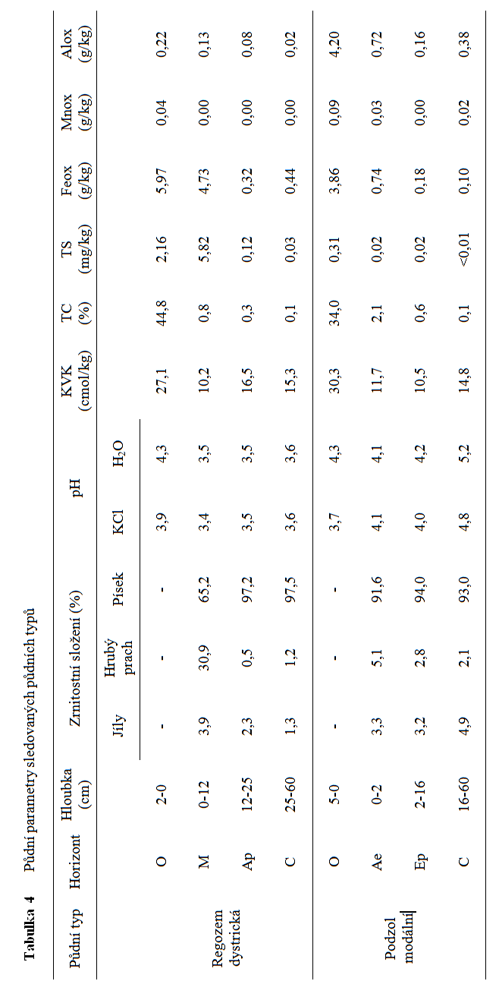 Tabulka 4 Půdní parametry sledovaných půdních typů
Půdní typ Horizont Hloubka (cm) Zrnitostní složení (%) pH KVK (cmol/kg) TC (%) TS (mg/kg) Feox (g/kg) Mnox (g/kg) Alox (g/kg)
Jíly Hrubý prach Písek KCl H₂O
Regozem dystrická
O 2-0 - - - 3,9 4,3 27,1 44,8 2,16 5,97 0,04 0,22
M 0-12 3,9 30,9 65,2 3,4 3,5 10,2 0,8 5,82 4,73 0,00 0,13
Ap 12-25 2,3 0,5 97,2 3,5 3,5 16,5 0,3 0,12 0,32 0,00 0,08
C 25-60 1,3 1,2 97,5 3,6 3,6 15,3 0,1 0,03 0,44 0,00 0,02
Podzol modální
O 5-0 - - - 3,7 4,3 30,3 34,0 0,31 3,86 0,09 4,20
Ae 0-2 3,3 5,1 91,6 4,1 4,1 11,7 2,1 0,02 0,74 0,03 0,72
Ep 2-16 3,2 2,8 94,0 4,0 4,2 10,5 0,6 0,02 0,18 0,00 0,16
C 16-60 4,9 2,1 93,0 4,8 5,2 14,8 0,1 <0,01 0,10 0,02 0,38